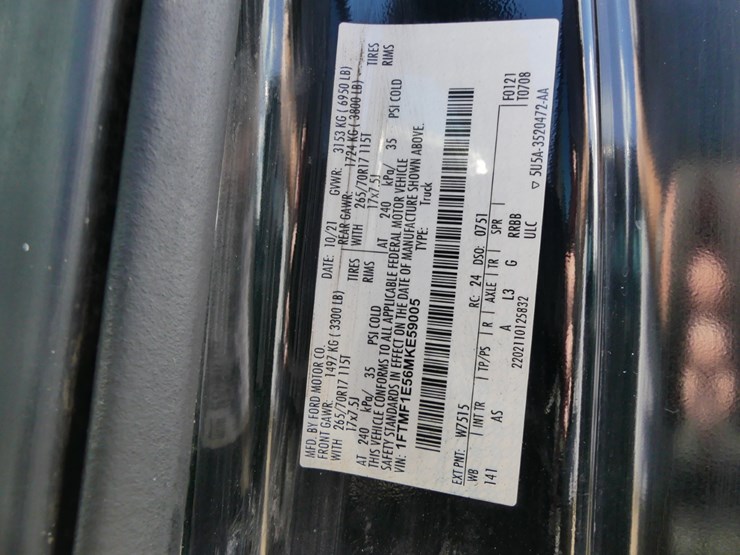 MFD. BY FORD MOTOR CO.
DATE: 10/21 GVWR: 3153 KG ( 6950 LB)
FRONT GAWR: 1497 KG ( 3300 LB) REAR GAWR: 1724 KG ( 3800 LB)
WITH 265/70R17 115T TIRES WITH 265/70R17 115T TIRES
17x7.5J RIMS 17x7.5J RIMS
AT 240 kPa/ 35 PSI COLD AT 240 kPa/ 35 PSI COLD
THIS VEHICLE CONFORMS TO ALL APPLICABLE FEDERAL MOTOR VEHICLE
SAFETY STANDARDS IN EFFECT ON THE DATE OF MANUFACTURE SHOWN ABOVE.
VIN: 1FTMF1E56MKE59005 TYPE: Truck
EXT PNT: W7515 RC: 24 DSO: 0751 F0121
WB INT TR TP/PS R AXLE TR SPR T0708
141 AS A L3 G RRBB
2202110125832 ULC ▽ 5U5A-3520472-AA